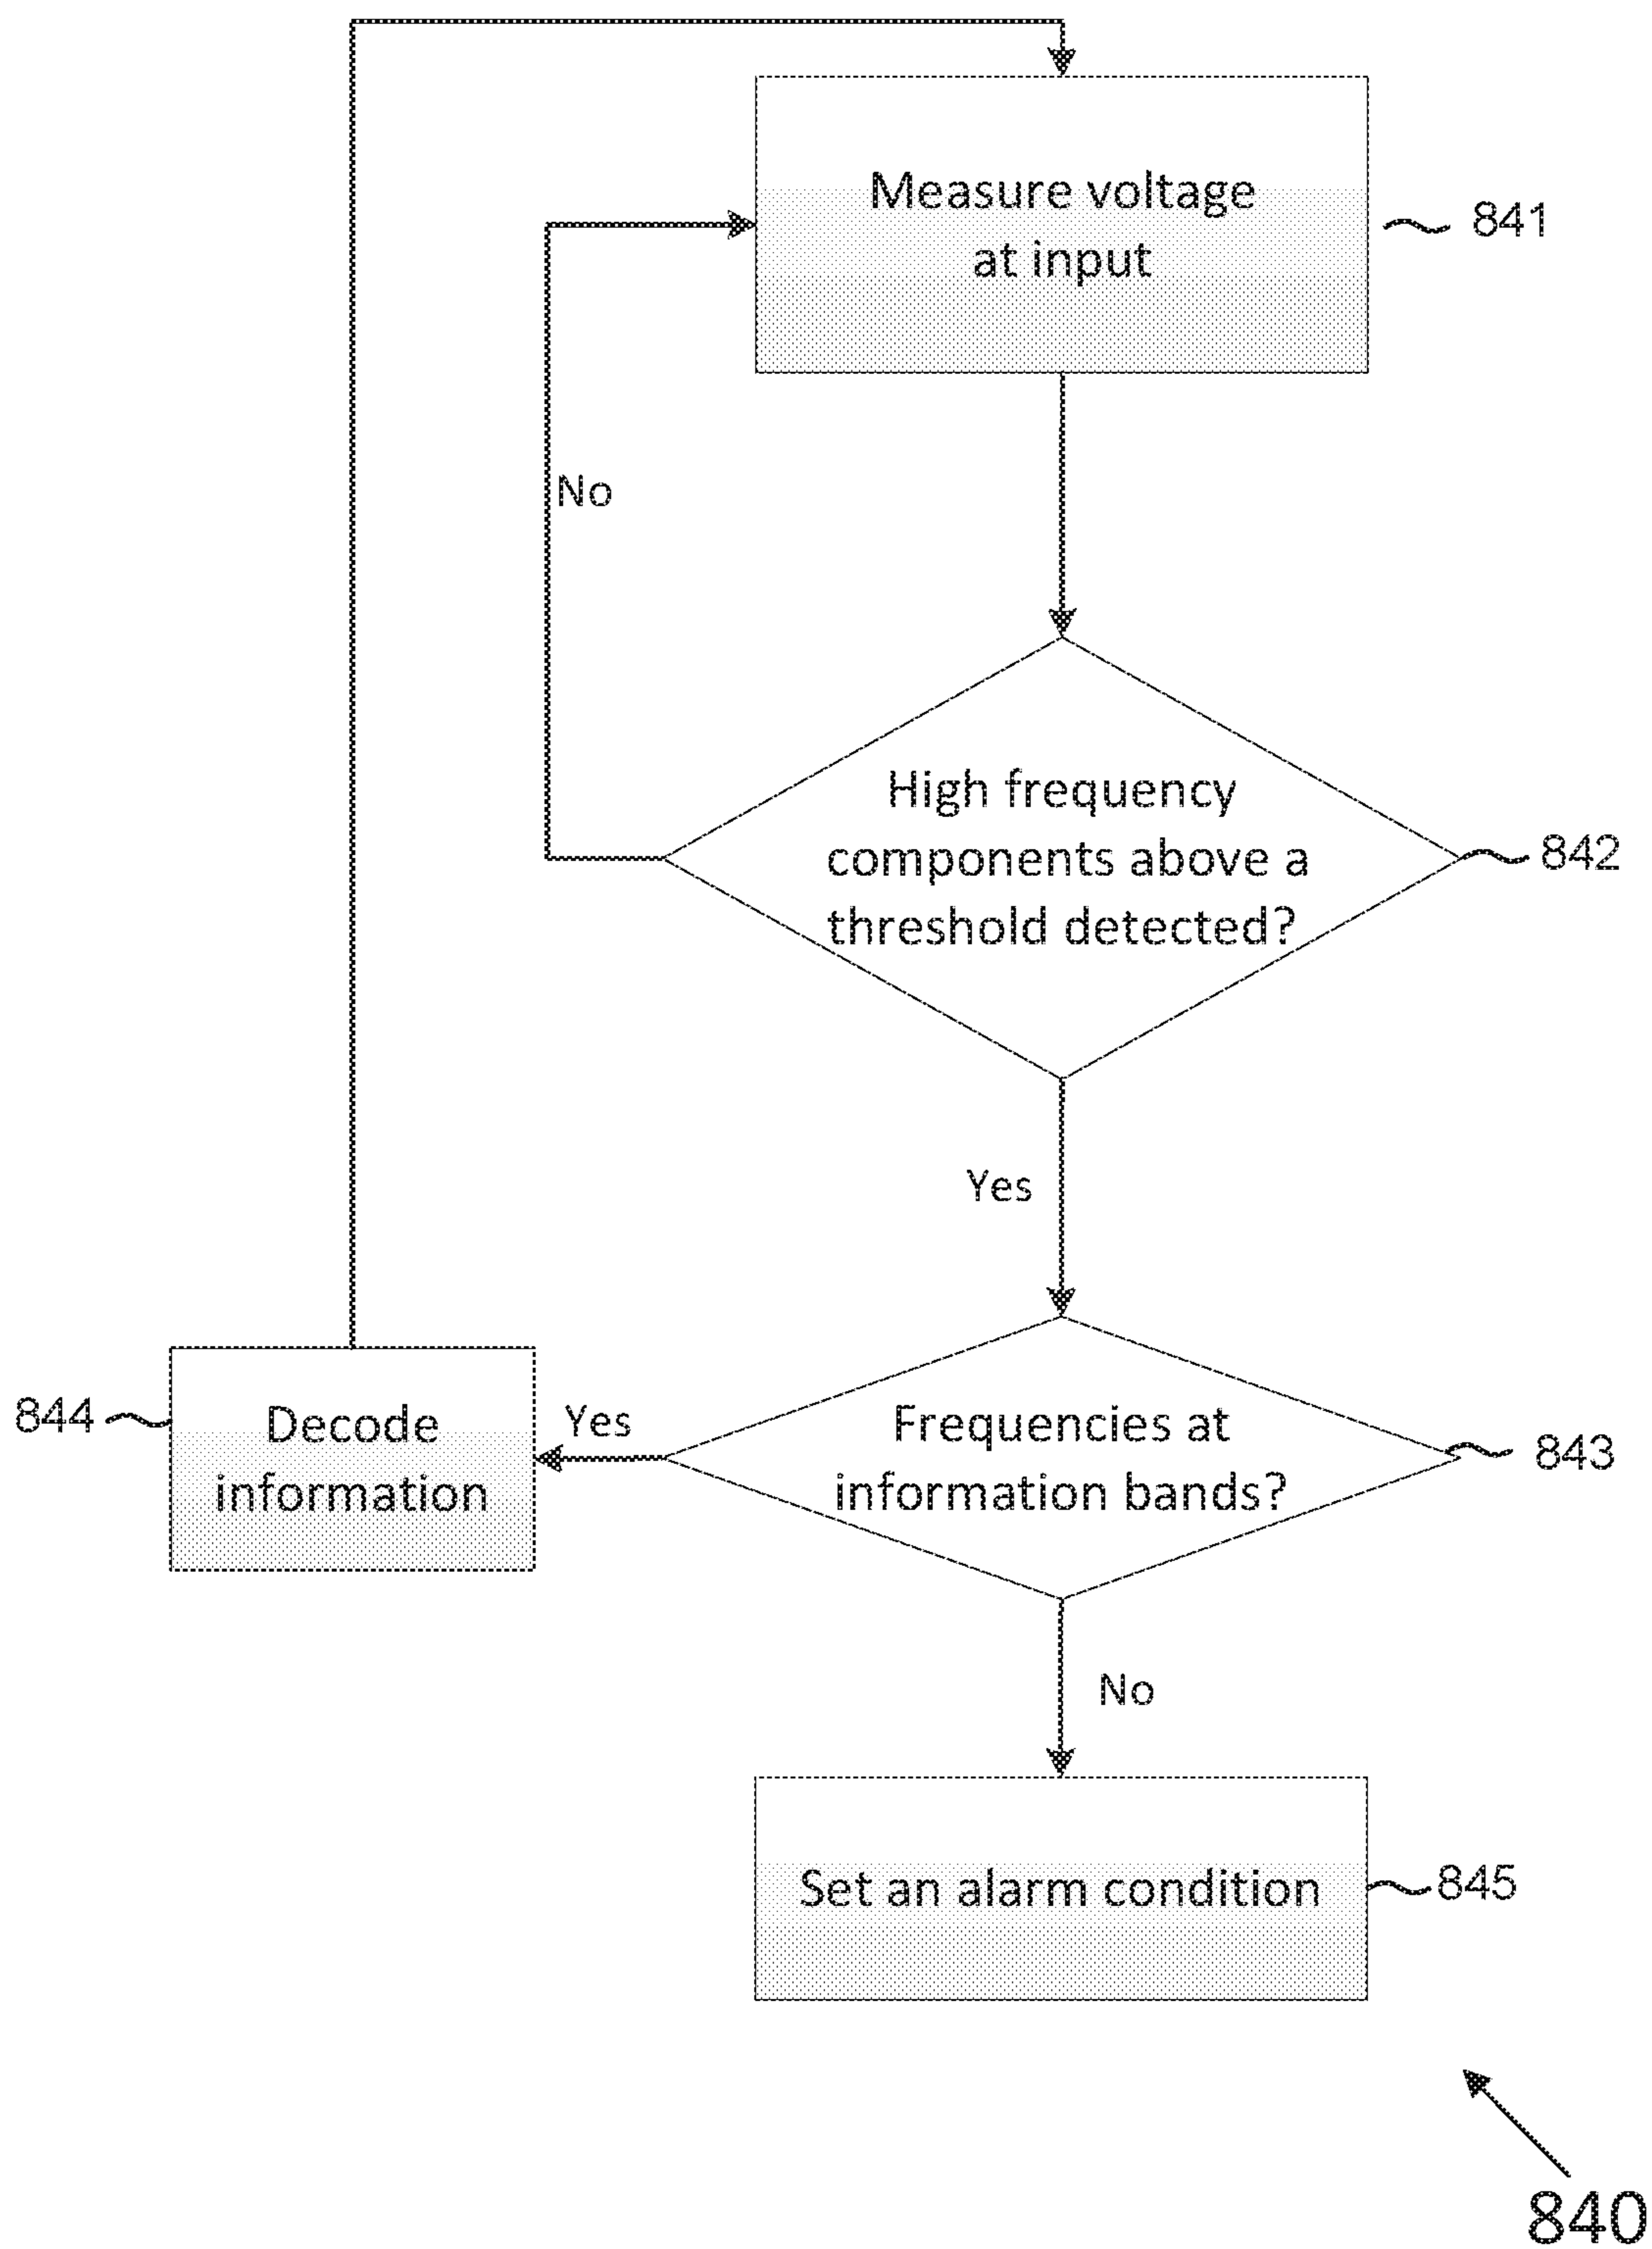 Measure voltage
at input
841
No
High frequency
components above a
threshold detected?
842
Yes
Frequencies at
information bands?
843
Yes
Decode
information
844
No
Set an alarm condition
845
840